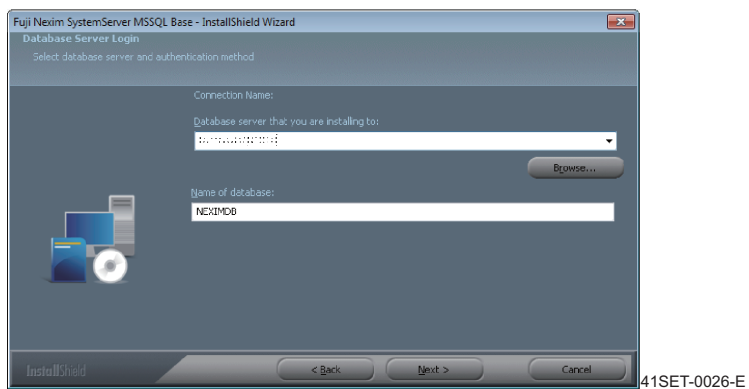 Fuji Nexim SystemServer MSSQL Base - InstallShield Wizard
Database Server Login
Select database server and authentication method
Connection Name:
Database server that you are installing to:
Browse...
Name of database:
NEXIMDB
InstallShield
< Back
Next >
Cancel
41SET-0026-E